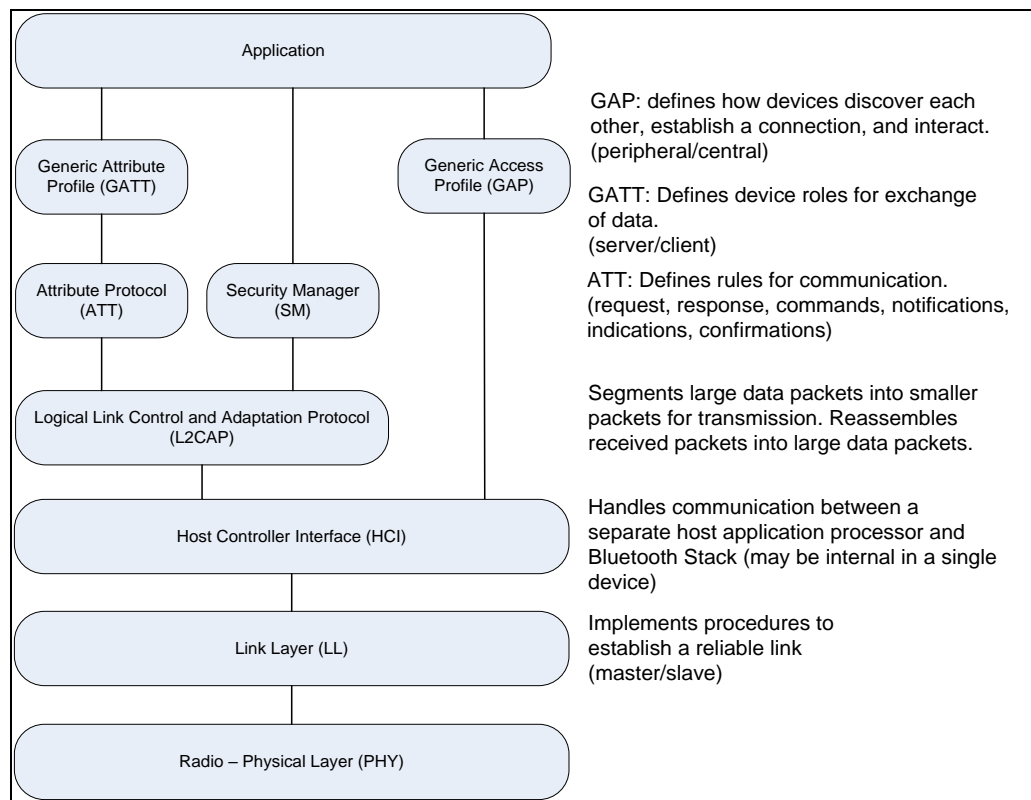 Application
Generic Attribute
Profile (GATT)
Generic Access
Profile (GAP)
GAP: defines how devices discover each
other, establish a connection, and interact.
(peripheral/central)
GATT: Defines device roles for exchange
of data.
(server/client)
Attribute Protocol
(ATT)
Security Manager
(SM)
ATT: Defines rules for communication.
(request, response, commands, notifications,
indications, confirmations)
Logical Link Control and Adaptation Protocol
(L2CAP)
Segments large data packets into smaller
packets for transmission. Reassembles
received packets into large data packets.
Host Controller Interface (HCI)
Handles communication between a
separate host application processor and
Bluetooth Stack (may be internal in a single
device)
Link Layer (LL)
Implements procedures to
establish a reliable link
(master/slave)
Radio – Physical Layer (PHY)